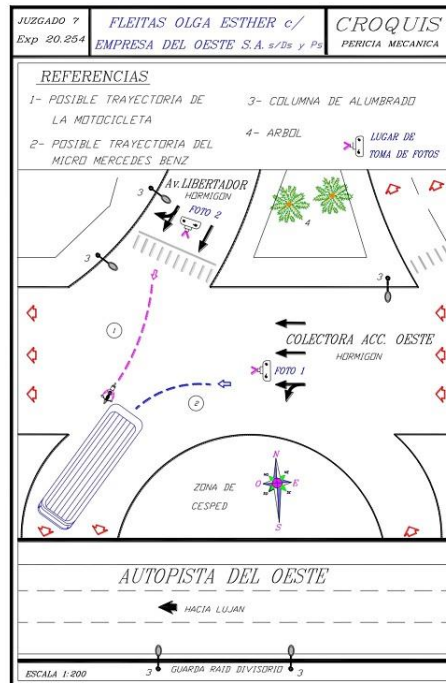 JUZGADO 7
Exp 20.254
FLEITAS OLGA ESTHER c/
EMPRESA DEL OESTE S.A. s/Ds y Ps
CROQUIS
PERICIA MECANICA
REFERENCIAS
1- POSIBLE TRAYECTORIA DE
LA MOTOCICLETA
2- POSIBLE TRAYECTORIA DEL
MICRO MERCEDES BENZ
3- COLUMNA DE ALUMBRADO
4- ARBOL
LUGAR DE
TOMA DE FOTOS
Av.LIBERTADOR
HORMIGON
FOTO 2
3
3
4
3
1
COLECTORA ACC. OESTE
HORMIGON
FOTO 1
2
ZONA DE
CESPED
N
O
E
S
AUTOPISTA DEL OESTE
HACIA LUJAN
3
GUARDA RAID DIVISORIO
3
ESCALA 1:200